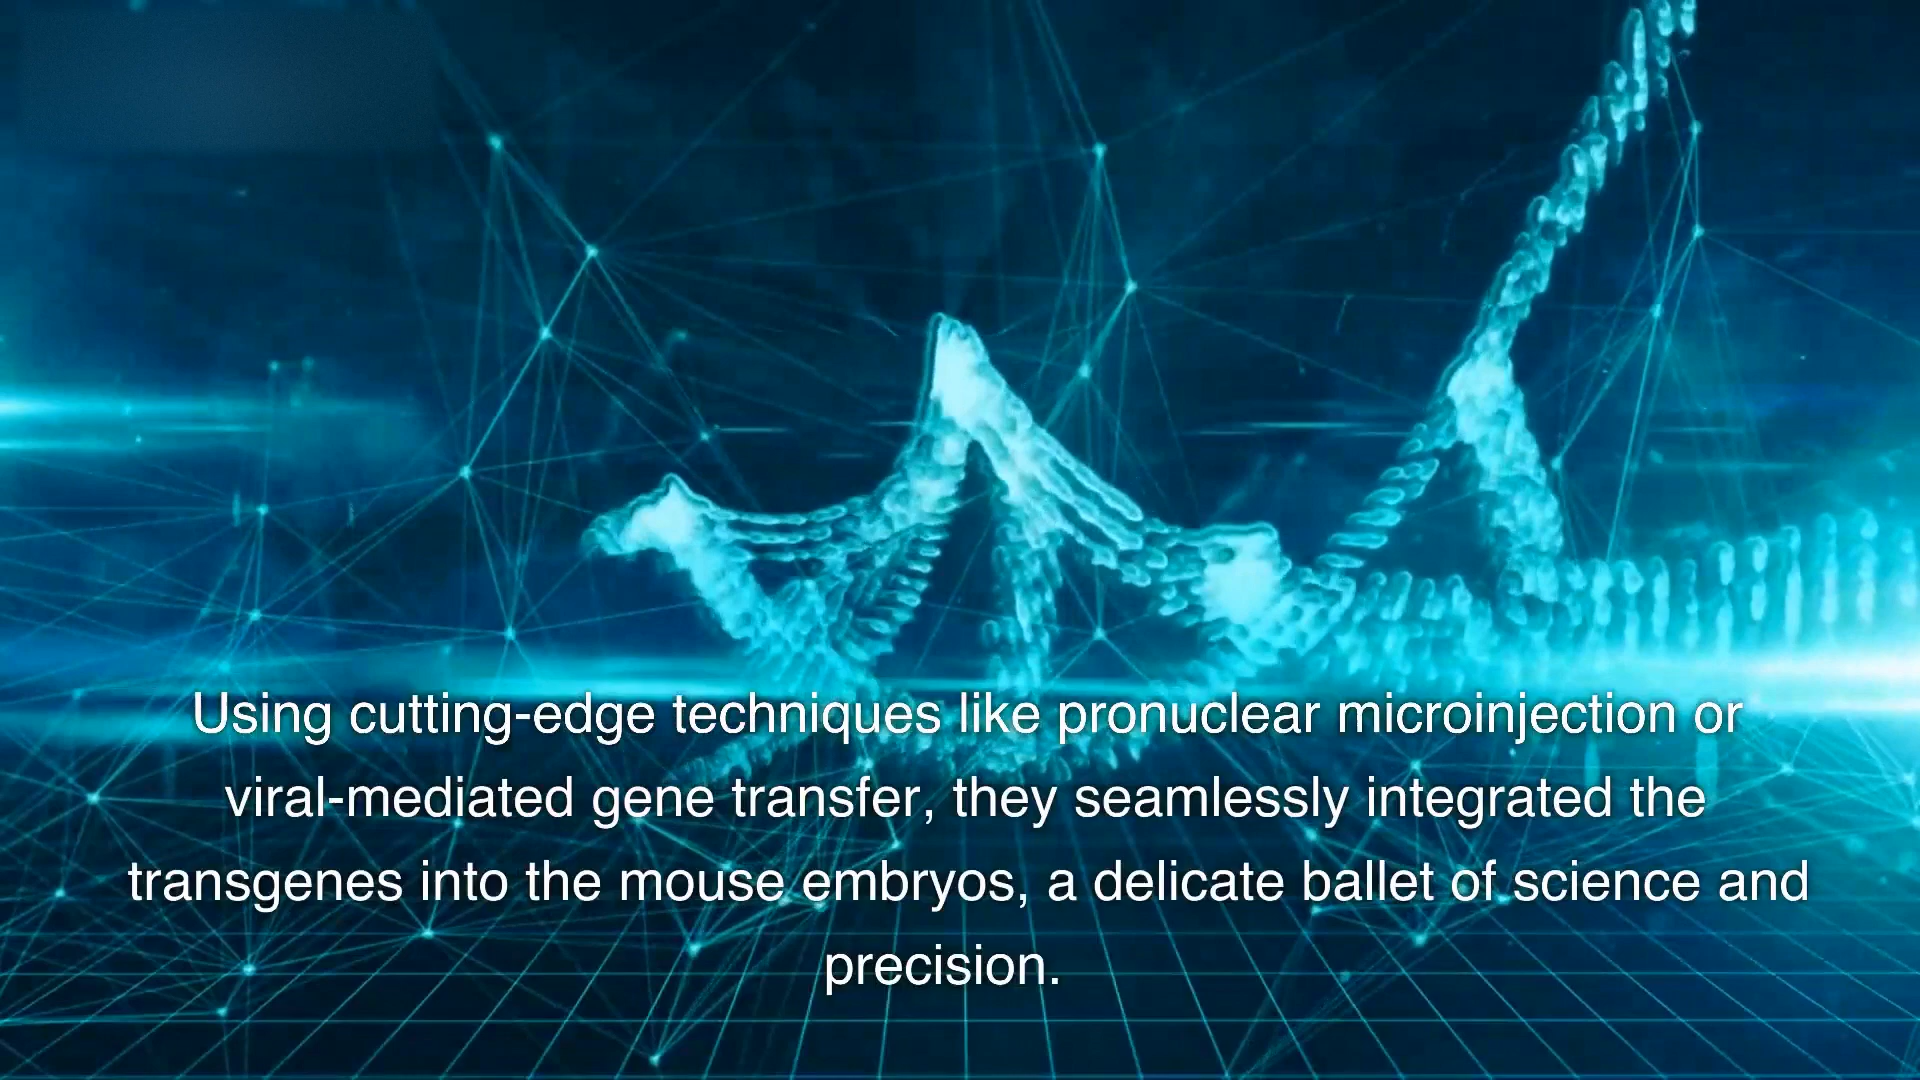 Using cutting-edge techniques like pronuclear microinjection or
viral-mediated gene transfer, they seamlessly integrated the
transgenes into the mouse embryos, a delicate ballet of science and
precision.